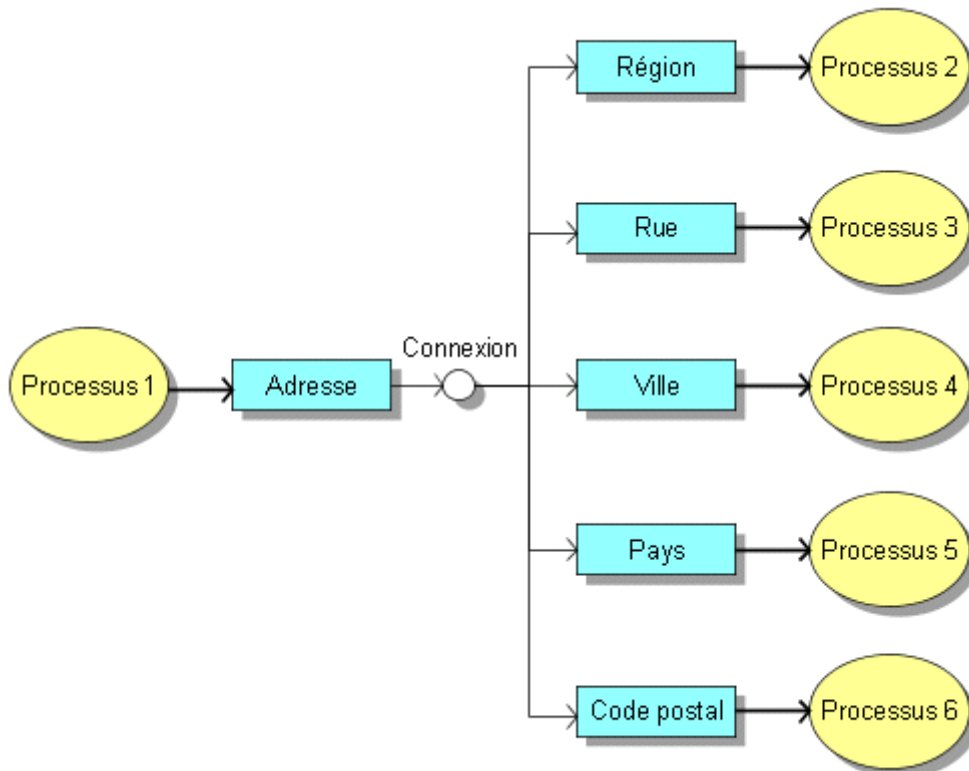 Région
Processus 2
Rue
Processus 3
Connexion
Processus 1
Adresse
Ville
Processus 4
Pays
Processus 5
Code postal
Processus 6